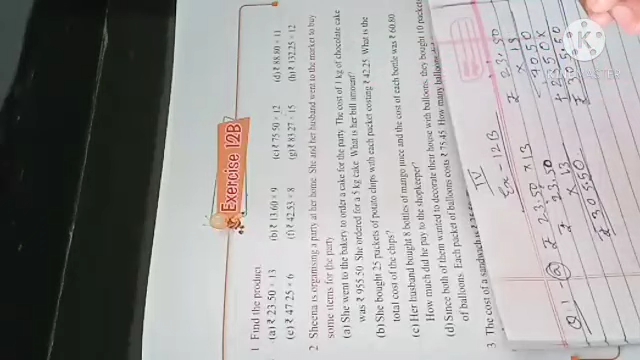 Exercise 12B
1 Find the product
(a) ₹ 23.50 × 13 (b) ₹ 13.60 × 9 (c) ₹ 75.50 × 12 (d) ₹ 88.80 × 11
(e) ₹ 47.25 × 6 (f) ₹ 42.53 × 8 (g) ₹ 83.27 × 15 (h) ₹ 132.25 × 12
2 Sheena is organising a party at her home. She and her husband went to the market to buy
some items for the party
(a) She went to the bakery to order a cake for the party. The cost of 1 kg of chocolate cake
was ₹ 955.50. She ordered for a 5 kg cake. What is her bill amount?
(b) She bought 25 packets of potato chips with each packet costing ₹ 42.25. What is the
total cost of the chips?
(c) Her husband bought 8 bottles of mango juice and the cost of each bottle was ₹ 60.80.
How much did he pay to the shopkeeper?
(d) Since both of them wanted to decorate their house with balloons, they bought 10 packets
of balloons. Each packet of balloons costs ₹ 75.45. How many balloons
3 The cost of a sandwich is
IV
Ex - 12B
Q1 - (a) ₹ 23.50 × 13
₹ 23.50
× 13
₹ 305.50
₹ 23.50
× 13
70 50
+ 23 50 ×
₹ 305.50
KINEMASTER